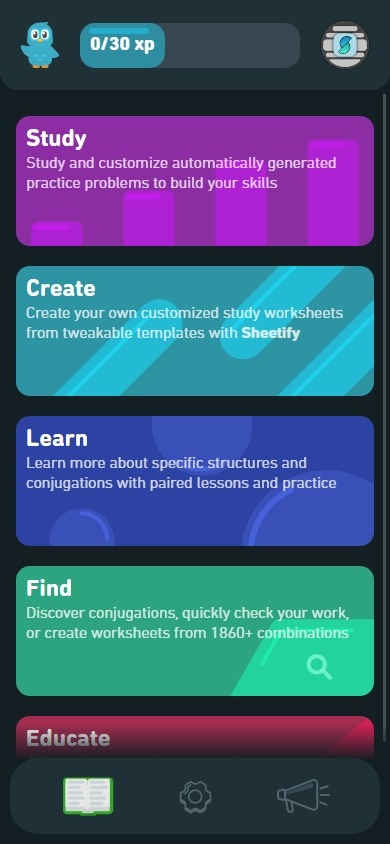 0/30 xp
Study
Study and customize automatically generated
practice problems to build your skills
Create
Create your own customized study worksheets
from tweakable templates with Sheetify
Learn
Learn more about specific structures and
conjugations with paired lessons and practice
Find
Discover conjugations, quickly check your work,
or create worksheets from 1860+ combinations
Educate